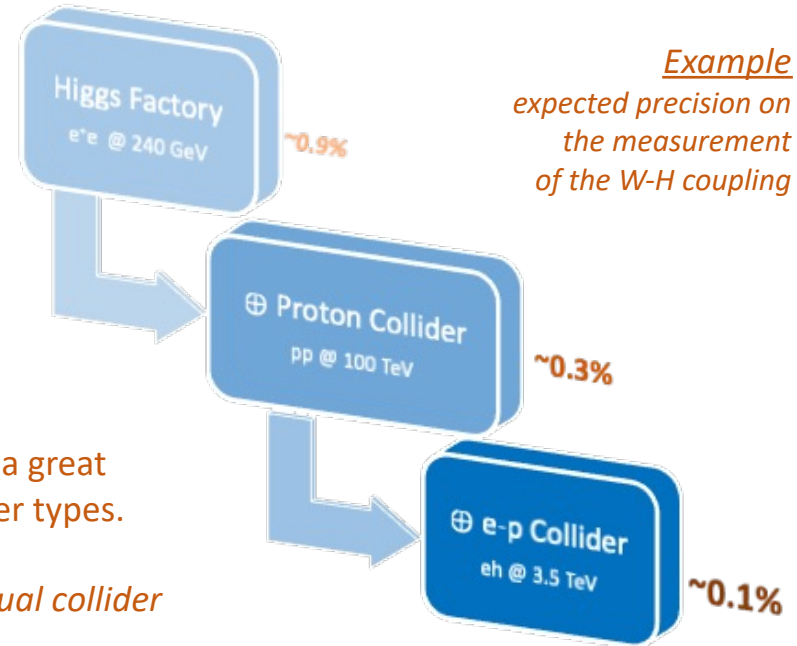 Example
expected precision on
the measurement
of the W-H coupling
Higgs Factory
e⁺e @ 240 GeV
~0.9%
⊕ Proton Collider
pp @ 100 TeV
~0.3%
a great
er types.
⊕ e-p Collider
eh @ 3.5 TeV
~0.1%
ual collider